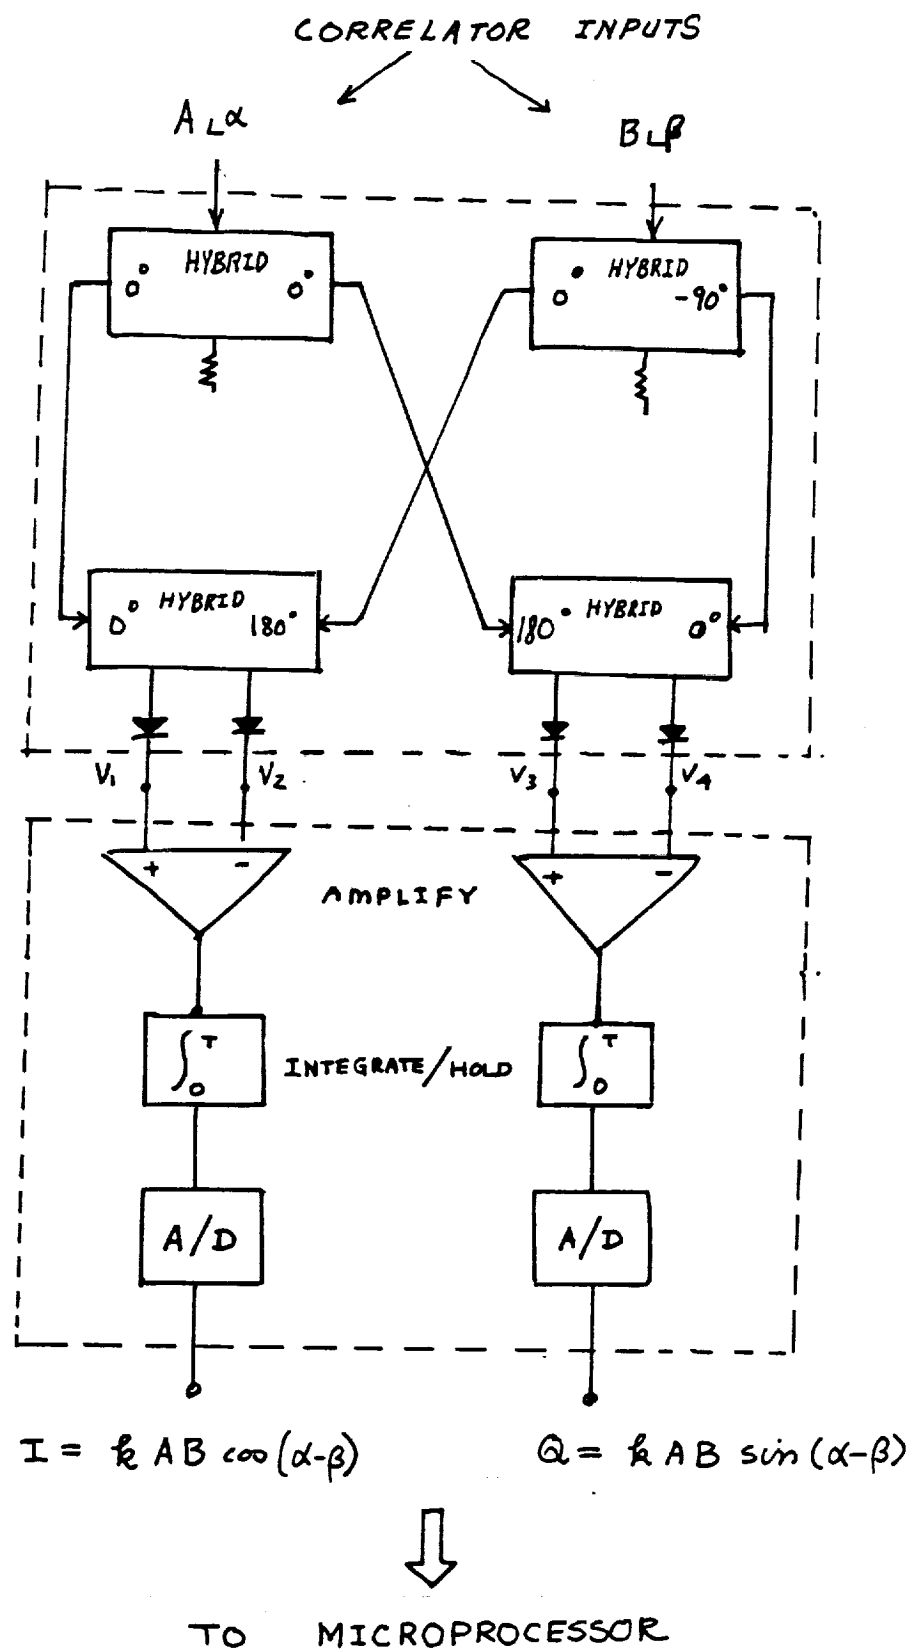 CORRELATOR INPUTS
A∟α
B∟β
HYBRID
0° 0°
HYBRID
0° -90°
HYBRID
0° 180°
HYBRID
180° 0°
V₁ V₂ V₃ V₄
+ - AMPLIFY + -
∫₀ᵀ INTEGRATE/HOLD ∫₀ᵀ
A/D A/D
I = k AB cos(α-β) Q = k AB sin(α-β)
TO MICROPROCESSOR